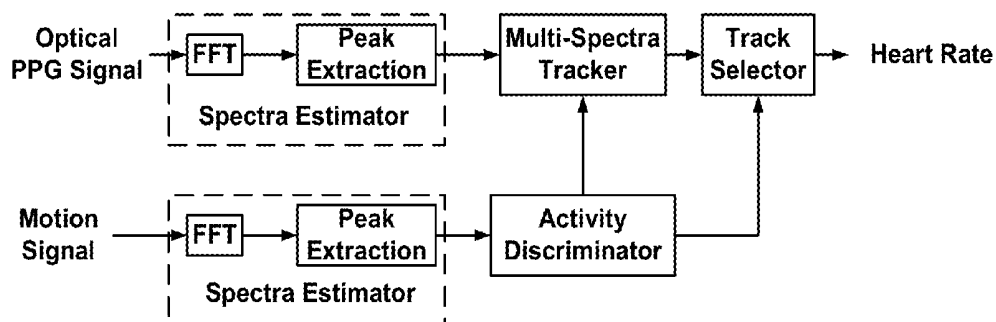 Optical
PPG Signal
FFT
Peak
Extraction
Spectra Estimator
Multi-Spectra
Tracker
Track
Selector
Heart Rate
Motion
Signal
FFT
Peak
Extraction
Spectra Estimator
Activity
Discriminator